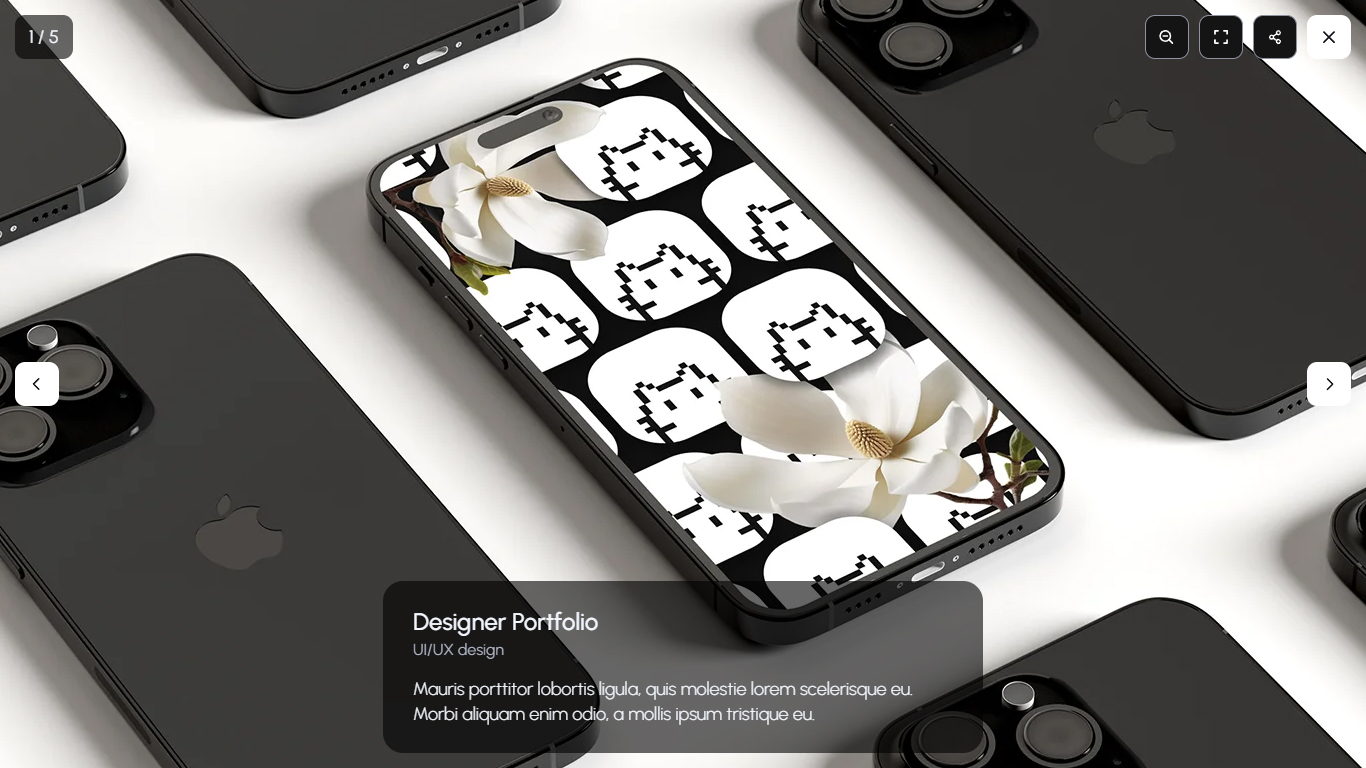 1 / 5
Designer Portfolio
UI/UX design
Mauris porttitor lobortis ligula, quis molestie lorem scelerisque eu.
Morbi aliquam enim odio, a mollis ipsum tristique eu.